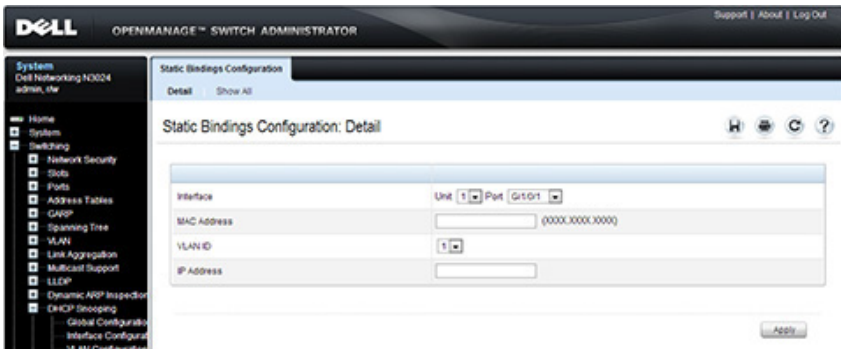 Support | About | Log Out
DELL OPENMANAGE™ SWITCH ADMINISTRATOR
System
Dell Networking N3024
admin, r/w
Home
System
Switching
Network Security
Slots
Ports
Address Tables
GARP
Spanning Tree
VLAN
Link Aggregation
Multicast Support
LLDP
Dynamic ARP Inspection
DHCP Snooping
Global Configuratio
Interface Configurat
VLAN Configuration
Static Bindings Configuration
Detail Show All
Static Bindings Configuration: Detail
Interface Unit 1 Port Gi1/0/1
MAC Address (XXXX.XXXX.XXXX)
VLAN ID 1
IP Address
Apply